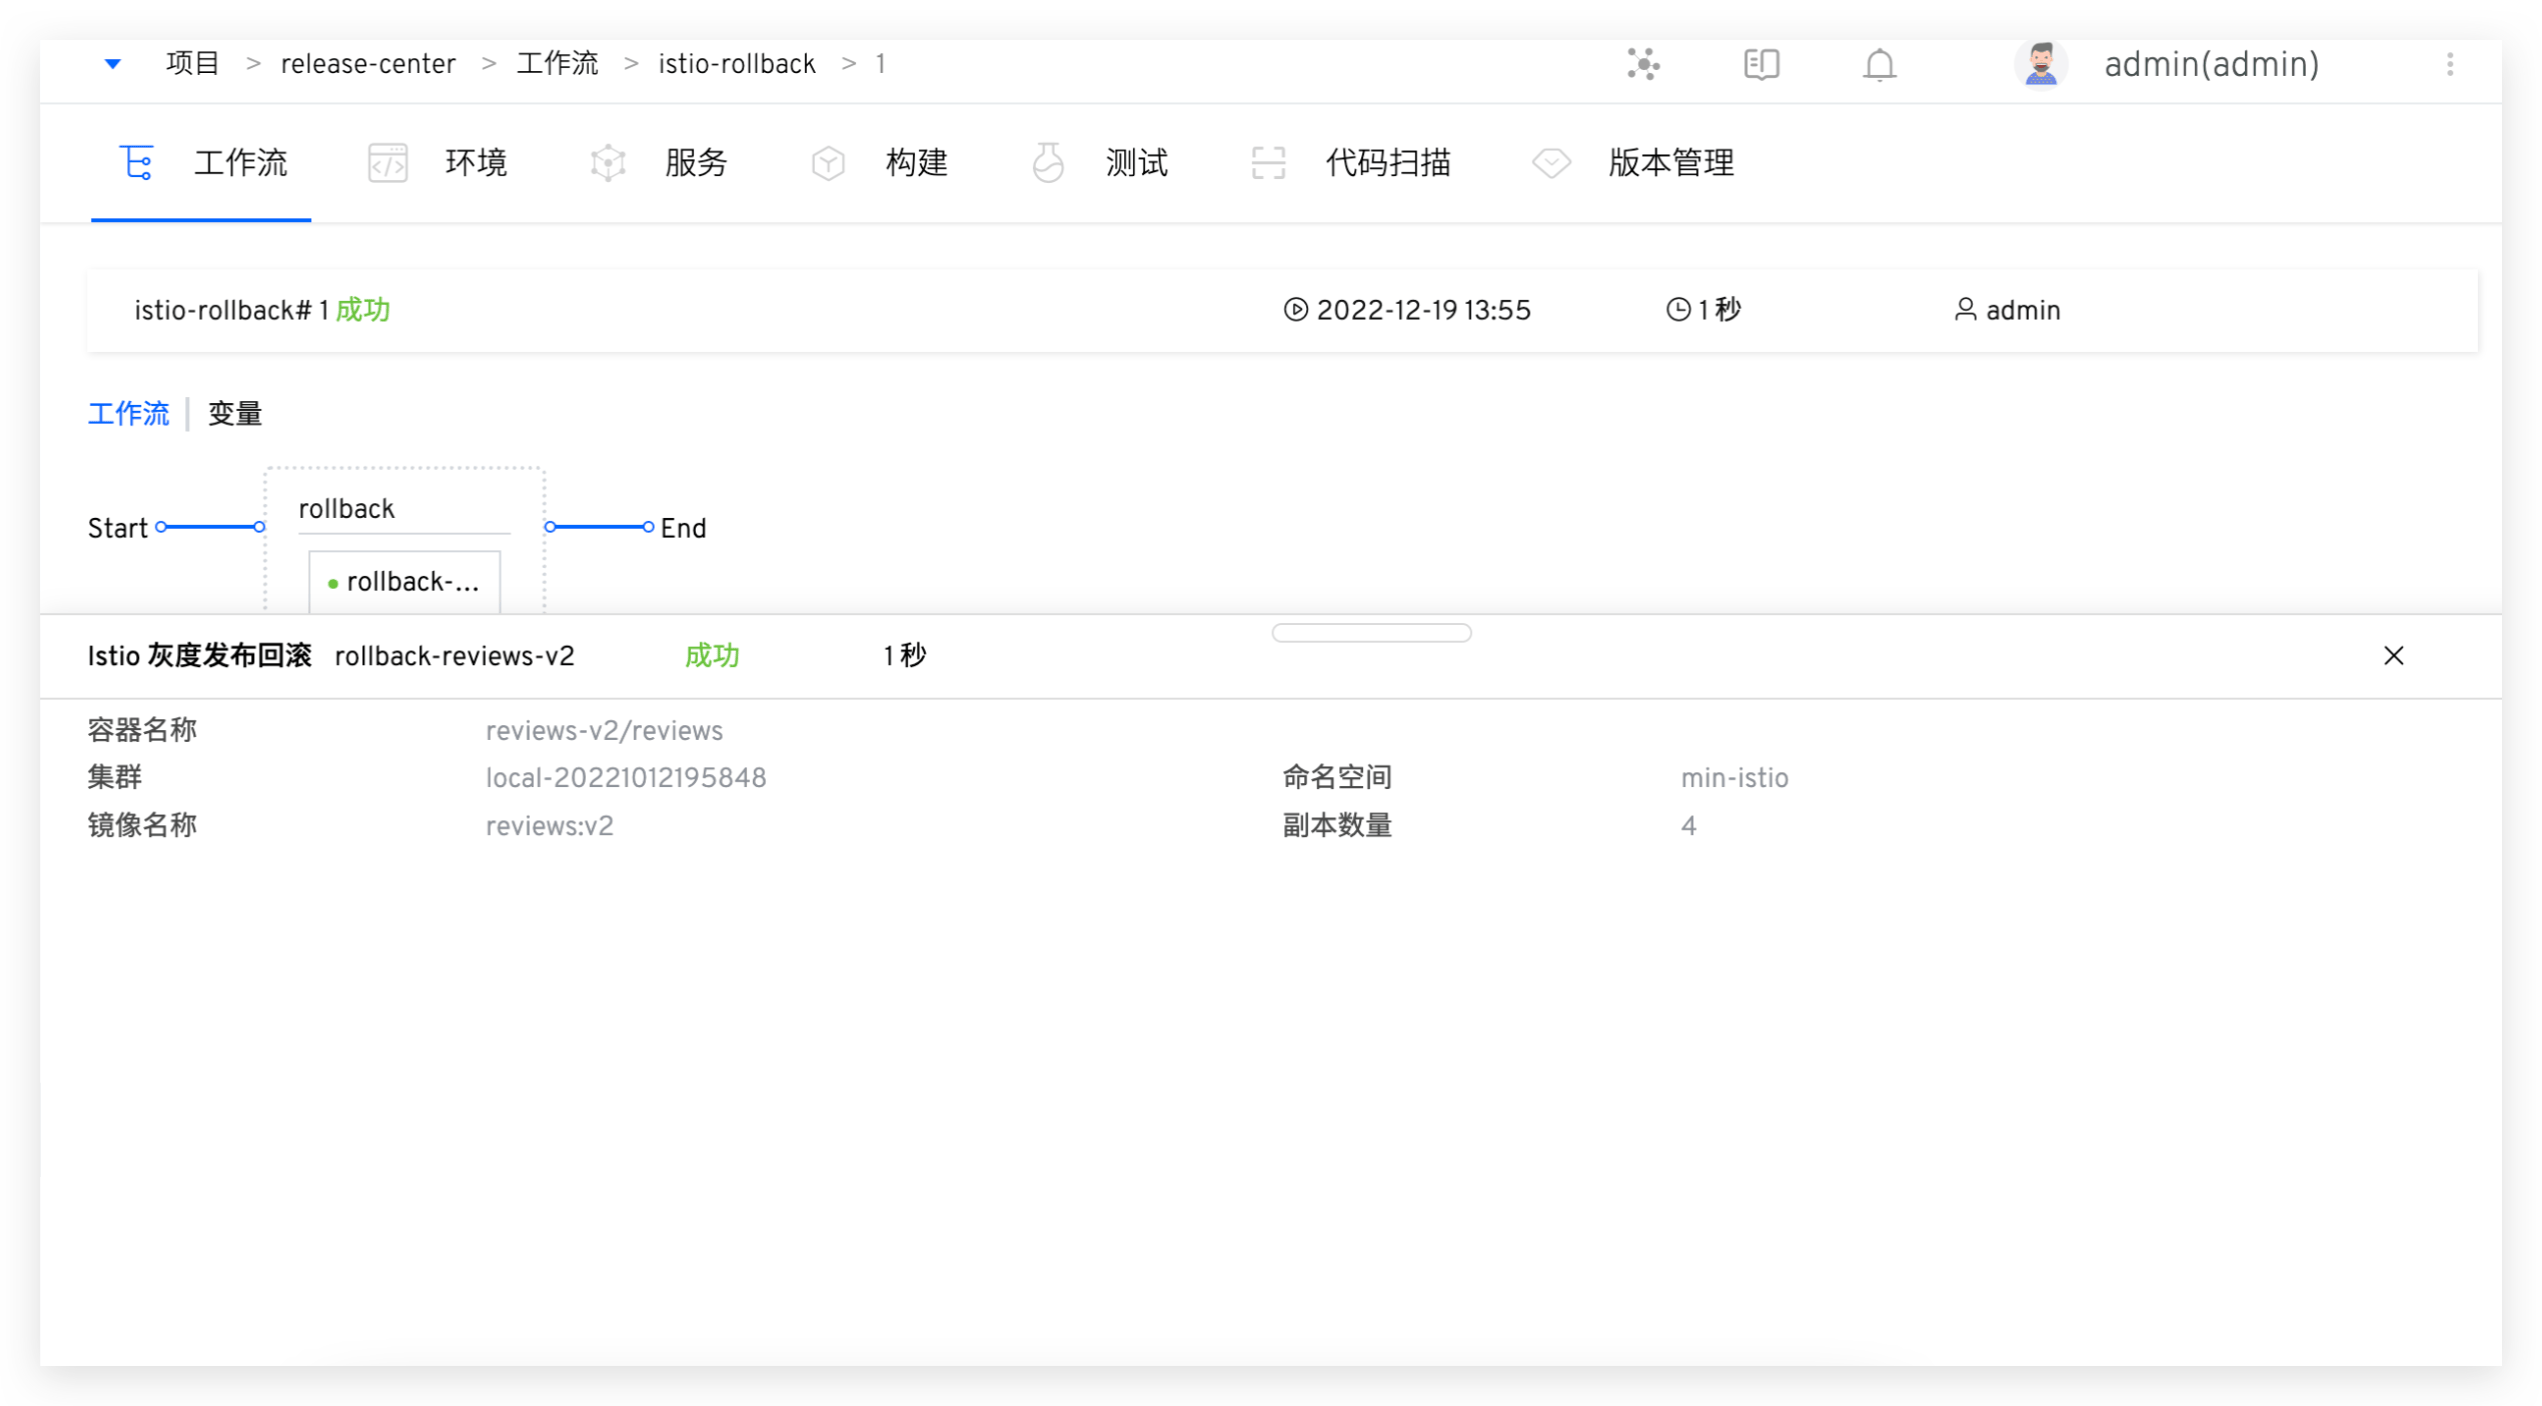 项目 > release-center > 工作流 > istio-rollback > 1 admin(admin)
工作流 环境 服务 构建 测试 代码扫描 版本管理
istio-rollback# 1 成功 2022-12-19 13:55 1 秒 admin
工作流 | 变量
rollback
Start End
rollback-...
Istio 灰度发布回滚 rollback-reviews-v2 成功 1 秒
容器名称 reviews-v2/reviews
集群 local-20221012195848 命名空间 min-istio
镜像名称 reviews:v2 副本数量 4